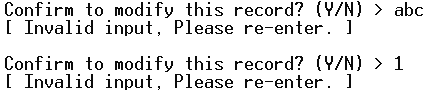 Confirm to modify this record? (Y/N) > abc
[ Invalid input, Please re-enter. ]
Confirm to modify this record? (Y/N) > 1
[ Invalid input, Please re-enter. ]